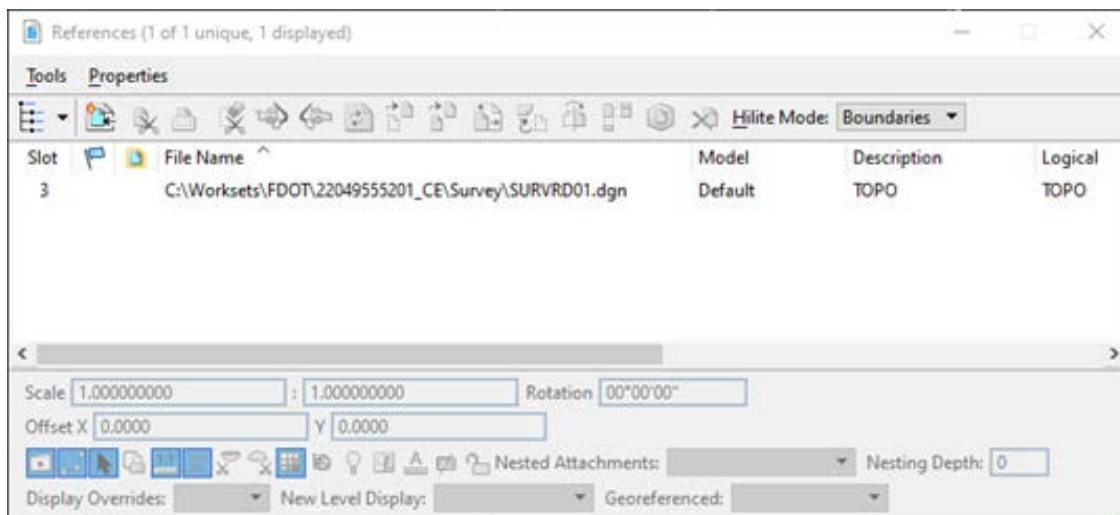 References (1 of 1 unique, 1 displayed)
Tools Properties
Hilite Mode: Boundaries
Slot File Name Model Description Logical
3 C:\Worksets\FDOT\22049555201_CE\Survey\SURVRD01.dgn Default TOPO TOPO
Scale 1.000000000 : 1.000000000 Rotation 00°00'00"
Offset X 0.0000 Y 0.0000
Nested Attachments: Nesting Depth: 0
Display Overrides: New Level Display: Georeferenced: